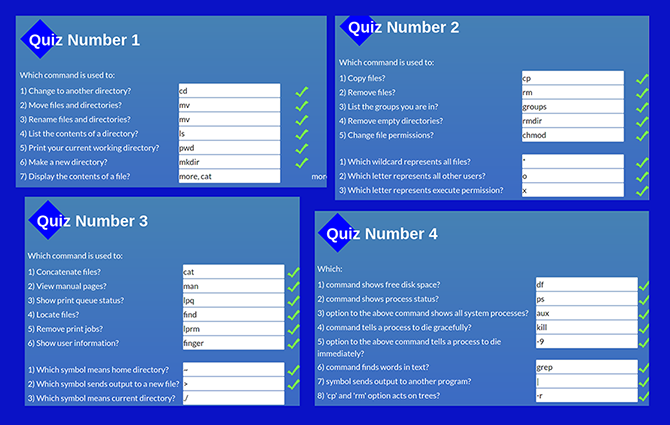 Quiz Number 1
Which command is used to:
1) Change to another directory? cd
2) Move files and directories? mv
3) Rename files and directories? mv
4) List the contents of a directory? ls
5) Print your current working directory? pwd
6) Make a new directory? mkdir
7) Display the contents of a file? more, cat more
Quiz Number 2
Which command is used to:
1) Copy files? cp
2) Remove files? rm
3) List the groups you are in? groups
4) Remove empty directories? rmdir
5) Change file permissions? chmod
1) Which wildcard represents all files? *
2) Which letter represents all other users? o
3) Which letter represents execute permission? x
Quiz Number 3
Which command is used to:
1) Concatenate files? cat
2) View manual pages? man
3) Show print queue status? lpq
4) Locate files? find
5) Remove print jobs? lprm
6) Show user information? finger
1) Which symbol means home directory? ~
2) Which symbol sends output to a new file? >
3) Which symbol means current directory? ./
Quiz Number 4
Which:
1) command shows free disk space? df
2) command shows process status? ps
3) option to the above command shows all system processes? aux
4) command tells a process to die gracefully? kill
5) option to the above command tells a process to die -9
immediately?
6) command finds words in text? grep
7) symbol sends output to another program? |
8) 'cp' and 'rm' option acts on trees? -r